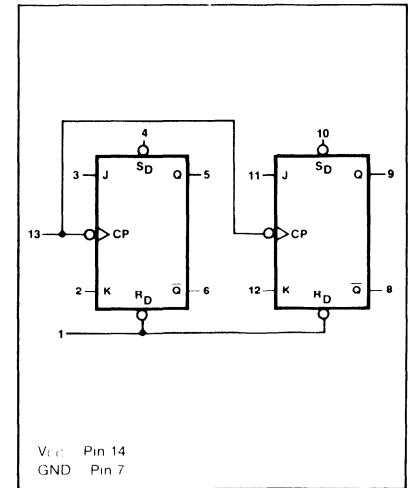 4
10
S_D
S_D
3 J Q 5
11 J Q 9
13 CP
CP
2 K R_D Q̅ 6
12 K R_D Q̅ 8
1
VCC Pin 14
GND Pin 7